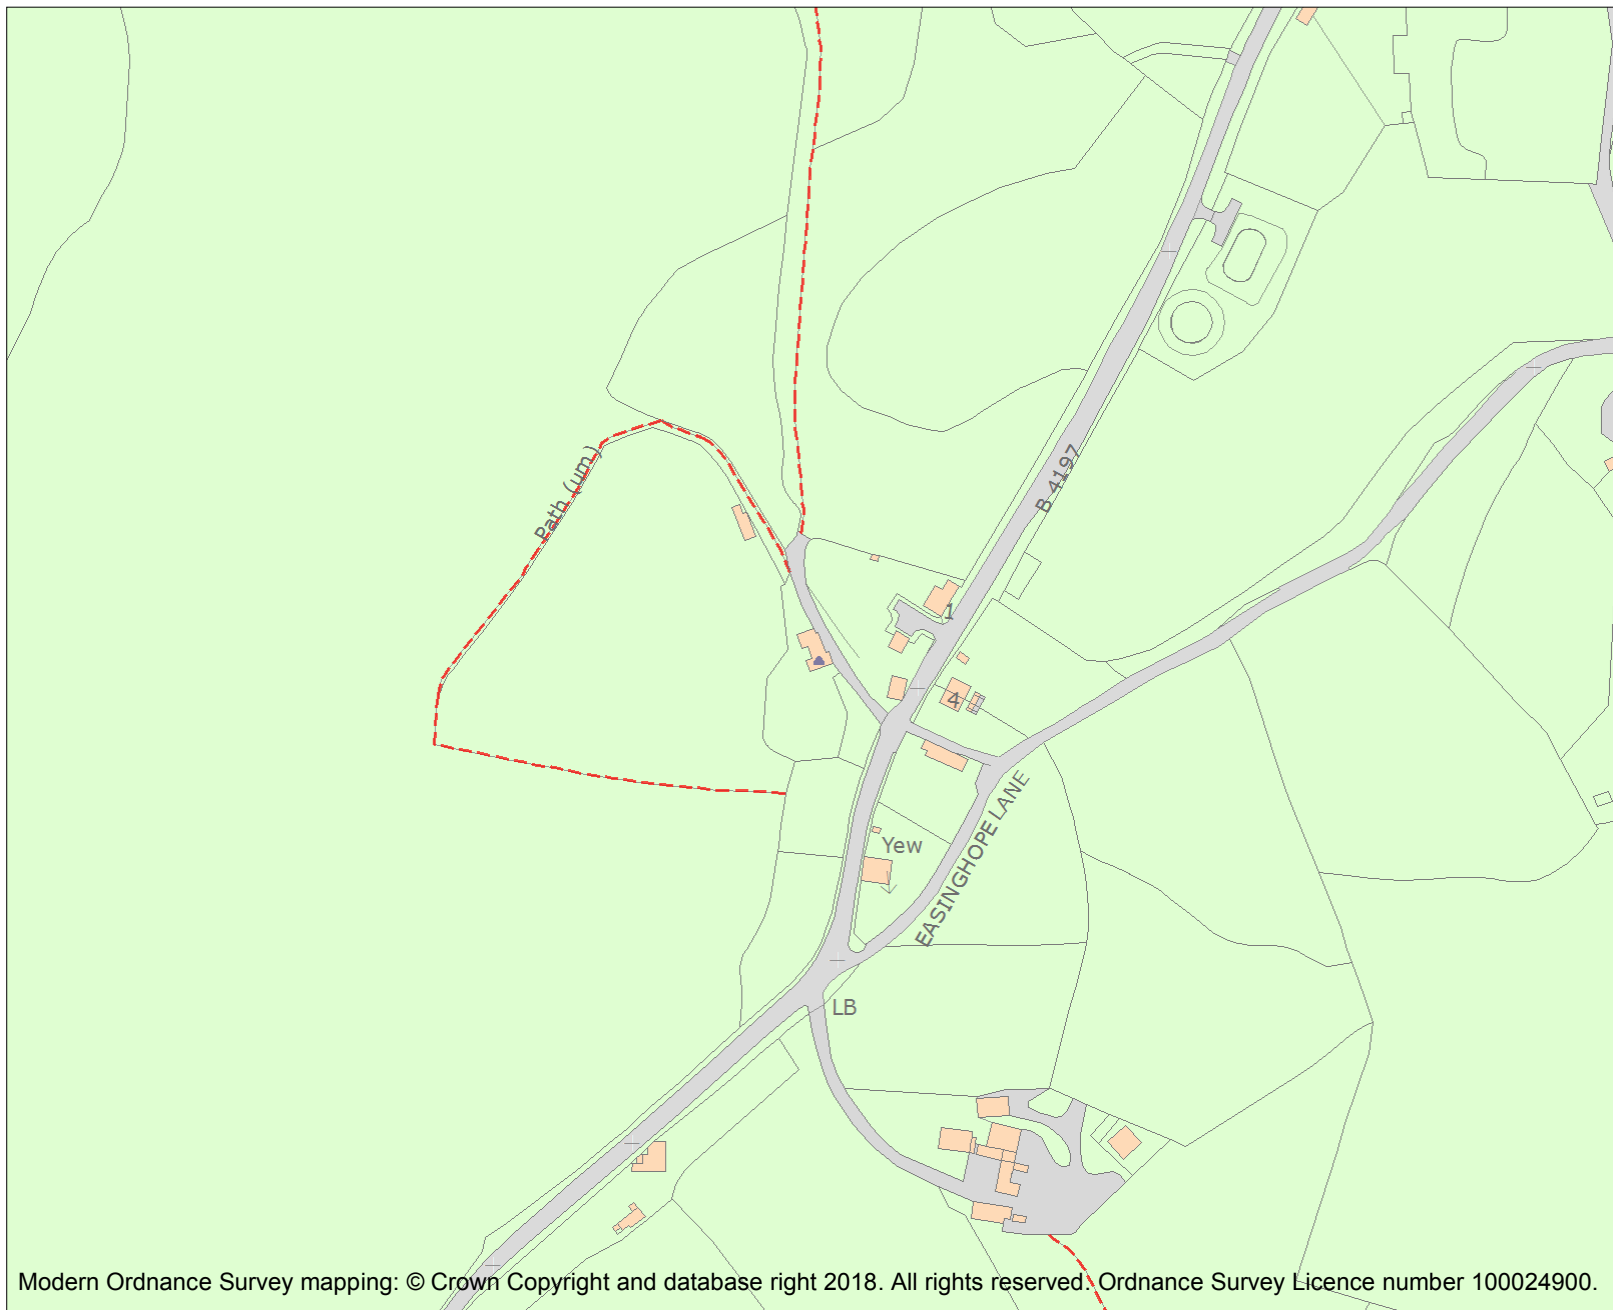 Path (um)
B 4197
1
4
EASINGHOPE LANE
Yew
LB
Modern Ordnance Survey mapping: © Crown Copyright and database right 2018. All rights reserved. Ordnance Survey Licence number 100024900.